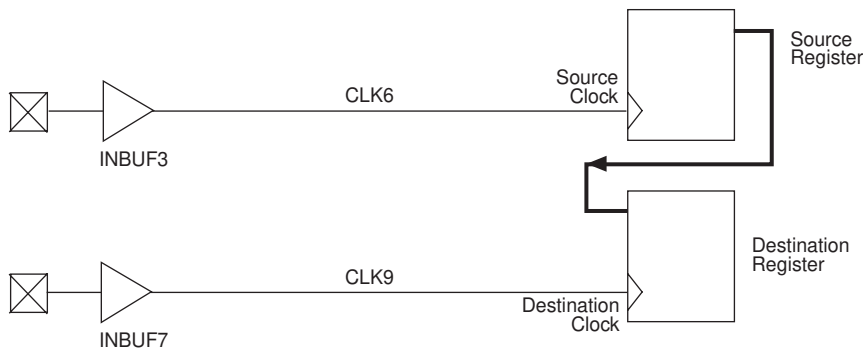 Source
Register
Source
Clock
CLK6
INBUF3
Destination
Register
CLK9
Destination
Clock
INBUF7